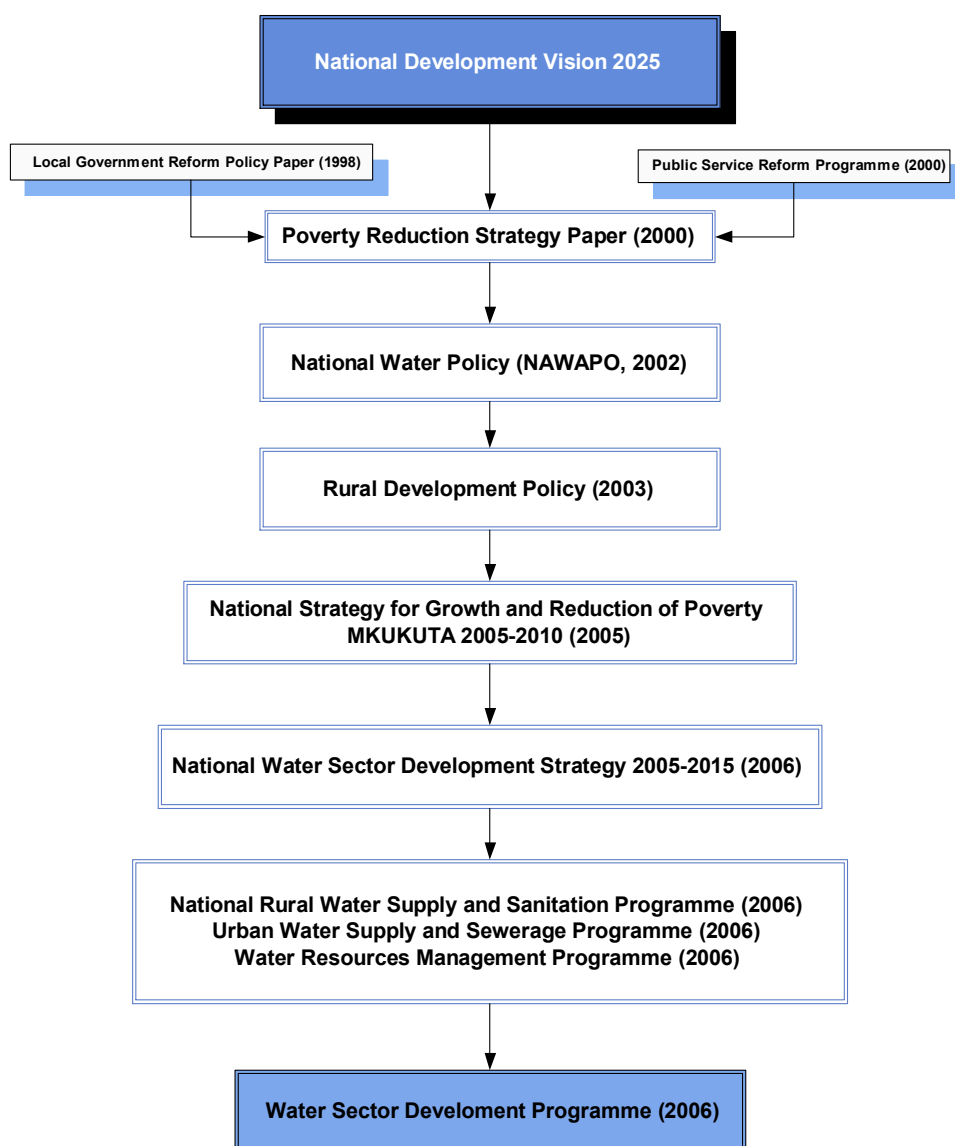 National Development Vision 2025
Local Government Reform Policy Paper (1998)
Public Service Reform Programme (2000)
Poverty Reduction Strategy Paper (2000)
National Water Policy (NAWAPO, 2002)
Rural Development Policy (2003)
National Strategy for Growth and Reduction of Poverty
MKUKUTA 2005-2010 (2005)
National Water Sector Development Strategy 2005-2015 (2006)
National Rural Water Supply and Sanitation Programme (2006)
Urban Water Supply and Sewerage Programme (2006)
Water Resources Management Programme (2006)
Water Sector Develoment Programme (2006)